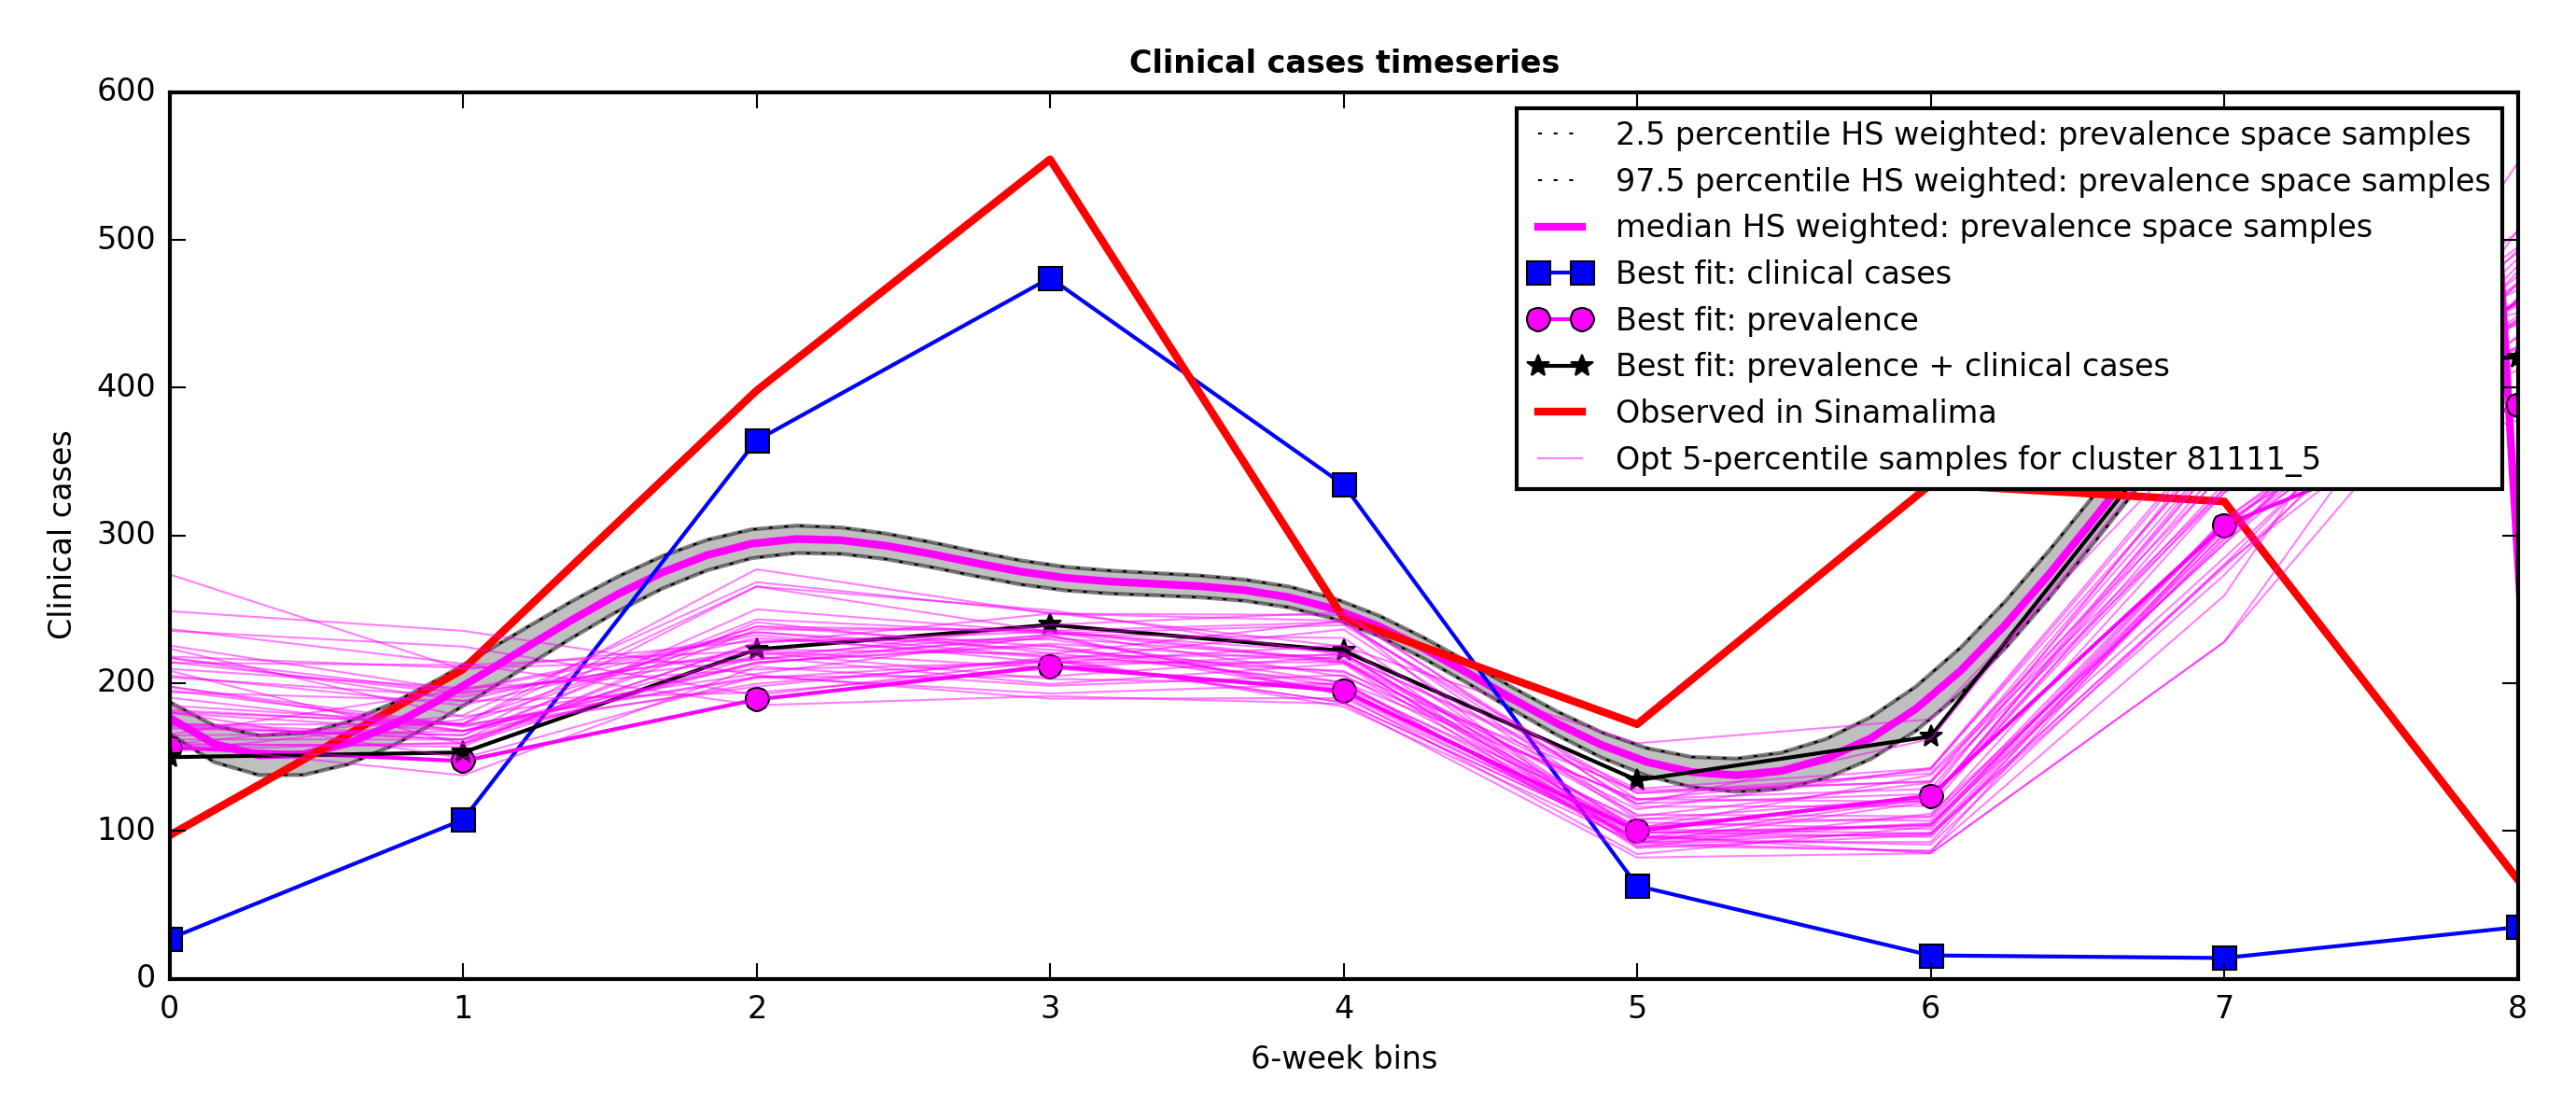 Clinical cases timeseries
600
500
400
300
200
100
0
Clinical cases
2.5 percentile HS weighted: prevalence space samples
97.5 percentile HS weighted: prevalence space samples
median HS weighted: prevalence space samples
Best fit: clinical cases
Best fit: prevalence
Best fit: prevalence + clinical cases
Observed in Sinamalima
Opt 5-percentile samples for cluster 81111_5
0 1 2 3 4 5 6 7 8
6-week bins